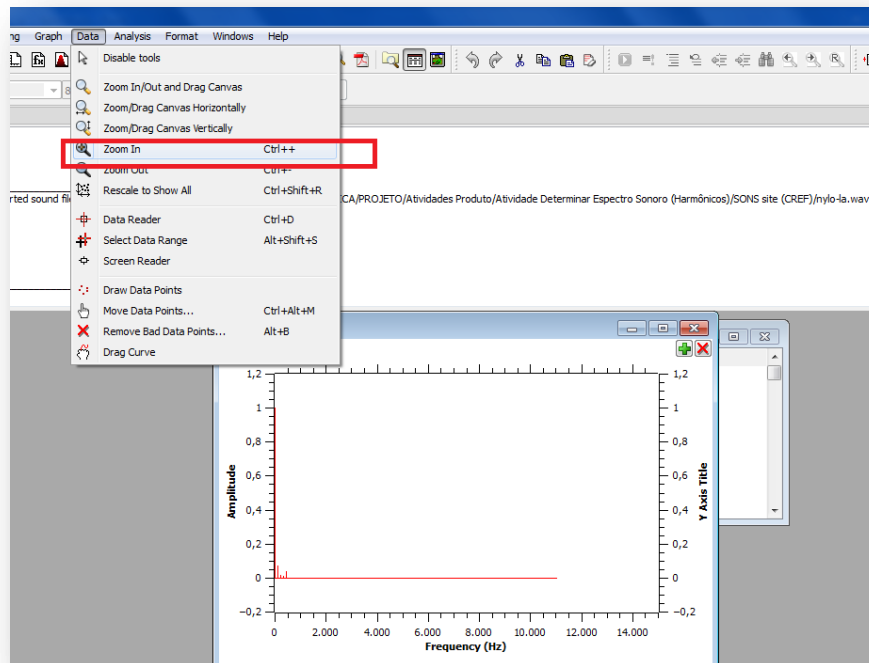 ng Graph Data Analysis Format Windows Help
Disable tools
Zoom In/Out and Drag Canvas
Zoom/Drag Canvas Horizontally
Zoom/Drag Canvas Vertically
Zoom In Ctrl++
Zoom Out Ctrl+-
Rescale to Show All Ctrl+Shift+R
rted sound fil CA/PROJETO/Atividades Produto/Atividade Determinar Espectro Sonoro (Harmônicos)/SONS site (CREF)/nylo-la.wav
Data Reader Ctrl+D
Select Data Range Alt+Shift+S
Screen Reader
Draw Data Points
Move Data Points... Ctrl+Alt+M
Remove Bad Data Points... Alt+B
Drag Curve
1,2 1,2
1 1
0,8 0,8
0,6 0,6
0,4 0,4
0,2 0,2
0 0
−0,2 −0,2
Amplitude
Y Axis Title
0 2.000 4.000 6.000 8.000 10.000 12.000 14.000
Frequency (Hz)